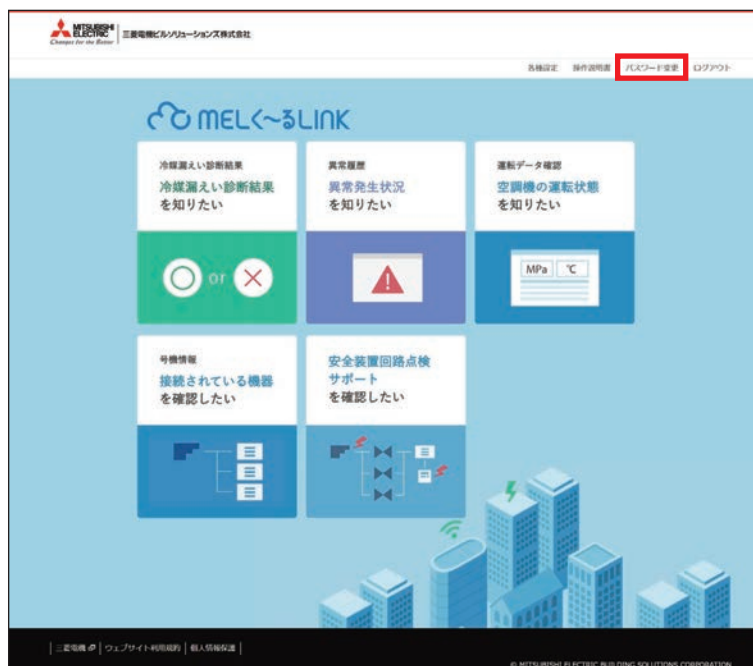 MITSUBISHI
ELECTRIC
Changes for the Better
三菱電機ビルソリューションズ株式会社
各種設定 操作説明書 パスワード変更 ログアウト
MELく〜るLINK
冷媒漏えい診断結果
冷媒漏えい診断結果
を知りたい
or
異常履歴
異常発生状況
を知りたい
運転データ確認
空調機の運転状態
を知りたい
MPa ℃
号機情報
接続されている機器
を確認したい
安全装置回路点検
サポート
を確認したい
三菱電機 ウェブサイト利用規約 個人情報保護
© MITSUBISHI ELECTRIC BUILDING SOLUTIONS CORPORATION